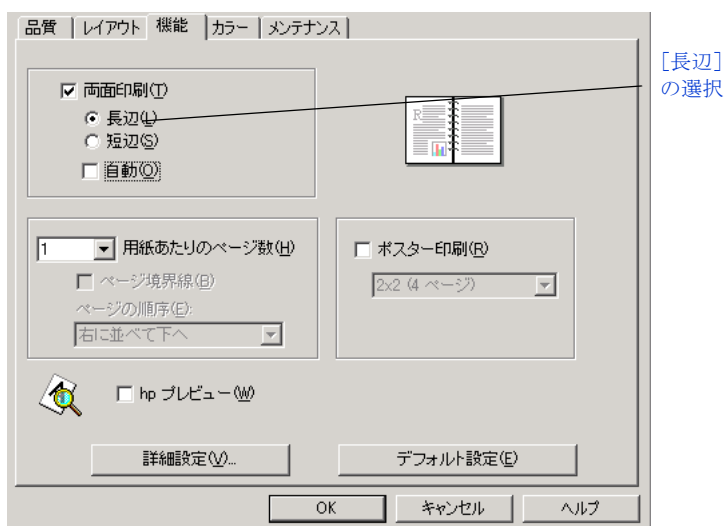 品質
レイアウト
機能
カラー
メンテナンス
[長辺]
の選択
両面印刷(T)
長辺(L)
短辺(S)
自動(O)
R
1
用紙あたりのページ数(H)
ページ境界線(B)
ページの順序(E):
右に並べて下へ
ポスター印刷(R)
2x2 (4 ページ)
hp プレビュー(W)
詳細設定(V)...
デフォルト設定(E)
OK
キャンセル
ヘルプ